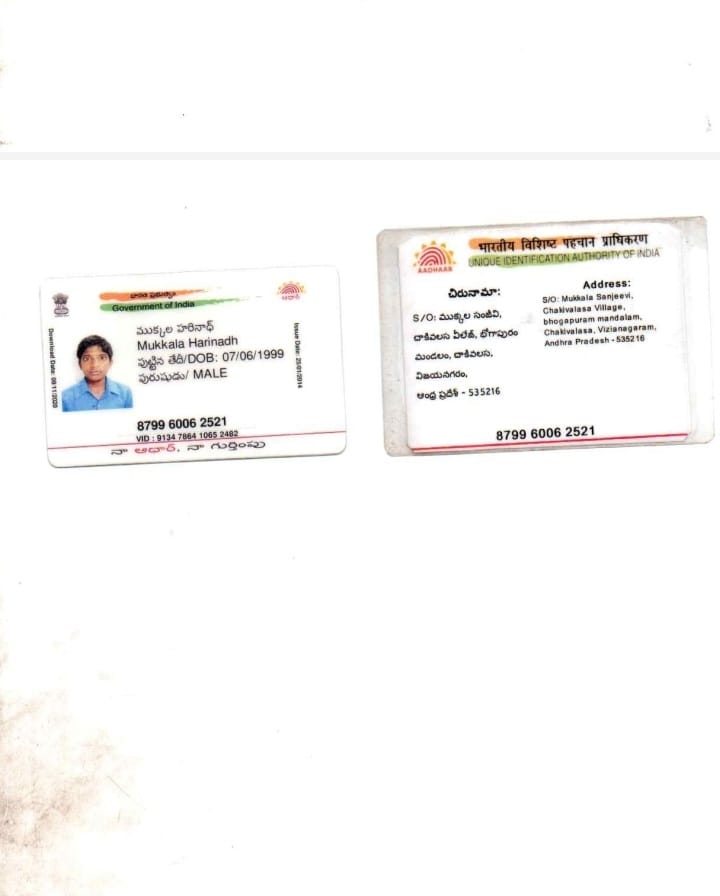 భారత ప్రభుత్వం
Government of India
ఆధార్
Download Date: 09/11/2020
ముక్కల హరినాధ్
Mukkala Harinadh
పుట్టిన తేదీ/DOB: 07/06/1999
పురుషుడు/ MALE
Issue Date: 25/01/2014
8799 6006 2521
VID : 9134 7864 1065 2482
నా ఆధార్, నా గుర్తింపు
AADHAAR
भारतीय विशिष्ट पहचान प्राधिकरण
UNIQUE IDENTIFICATION AUTHORITY OF INDIA
చిరునామా:
S/O: ముక్కల సంజీవి,
చాకివలస విలేజ్, భోగాపురం
మండలం, చాకివలస,
విజయనగరం,
ఆంధ్ర ప్రదేశ్ - 535216
Address:
S/O: Mukkala Sanjeevi,
Chakivalasa Village,
bhogapuram mandalam,
Chakivalasa, Vizianagaram,
Andhra Pradesh - 535216
8799 6006 2521